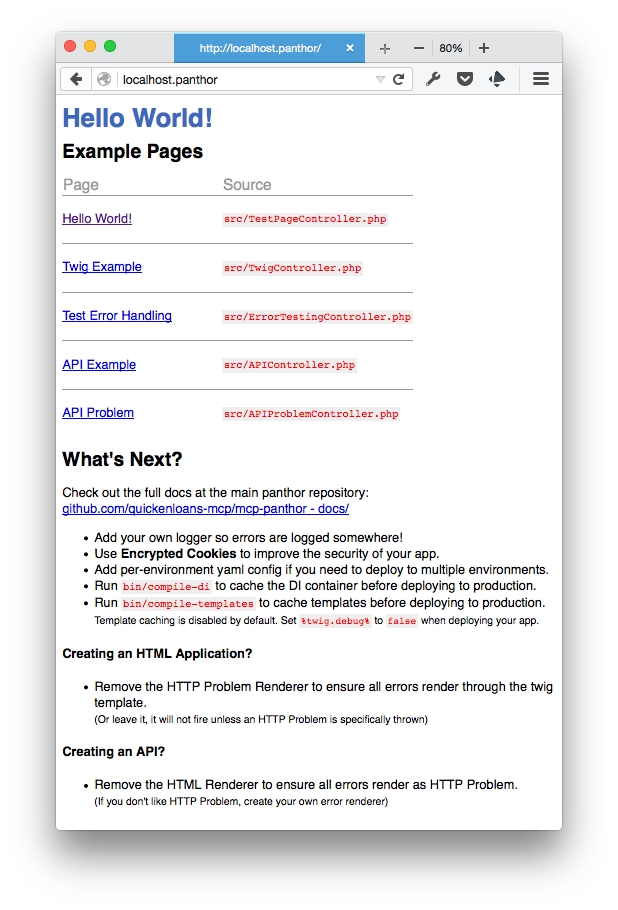 http://localhost.panthor/
80%
localhost.panthor
Hello World!
Example Pages
Page Source
Hello World! src/TestPageController.php
Twig Example src/TwigController.php
Test Error Handling src/ErrorTestingController.php
API Example src/APIController.php
API Problem src/APIProblemController.php
What's Next?
Check out the full docs at the main panthor repository:
github.com/quickenloans-mcp/mcp-panthor - docs/
• Add your own logger so errors are logged somewhere!
• Use Encrypted Cookies to improve the security of your app.
• Add per-environment yaml config if you need to deploy to multiple environments.
• Run bin/compile-di to cache the DI container before deploying to production.
• Run bin/compile-templates to cache templates before deploying to production.
Template caching is disabled by default. Set %twig.debug% to false when deploying your app.
Creating an HTML Application?
• Remove the HTTP Problem Renderer to ensure all errors render through the twig
template.
(Or leave it, it will not fire unless an HTTP Problem is specifically thrown)
Creating an API?
• Remove the HTML Renderer to ensure all errors render as HTTP Problem.
(If you don't like HTTP Problem, create your own error renderer)